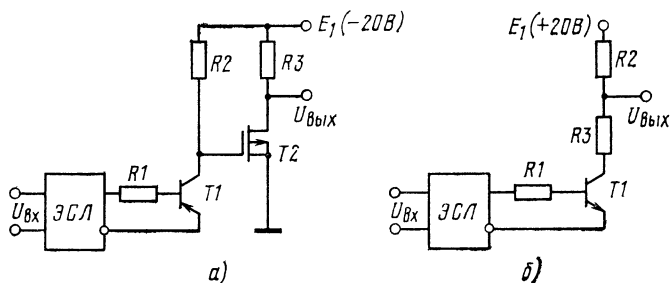 E₁(−20В)
R2
R3
Uвых
T2
R1
T1
Uвх
ЭСЛ
а)
E₁(+20В)
R2
Uвых
R3
R1
T1
Uвх
ЭСЛ
б)